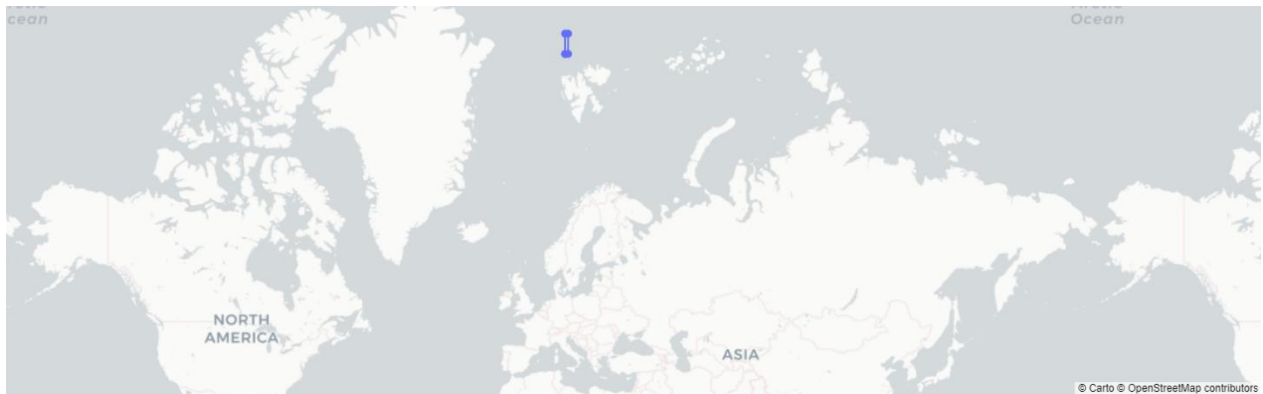 cean
Ocean
NORTH
AMERICA
ASIA
© Carto © OpenStreetMap contributors